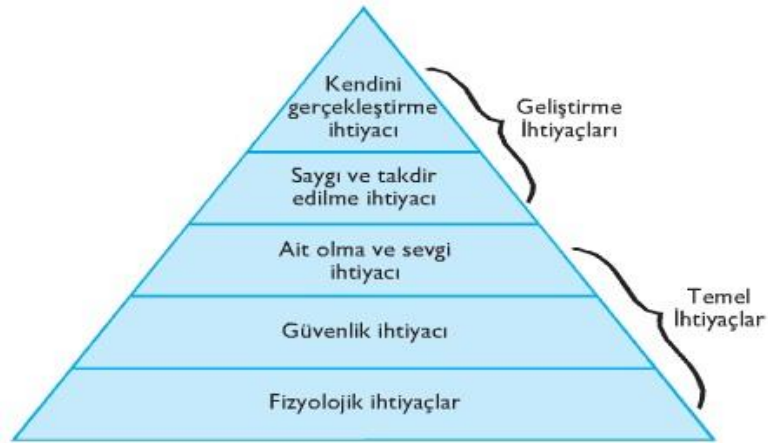 Kendini
gerçekleştirme
ihtiyacı
Geliştirme
İhtiyaçları
Saygı ve takdir
edilme ihtiyacı
Ait olma ve sevgi
ihtiyacı
Temel
İhtiyaçlar
Güvenlik ihtiyacı
Fizyolojik ihtiyaçlar